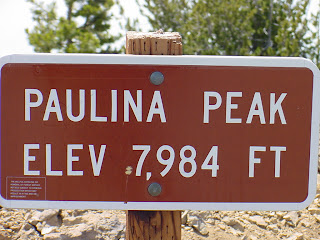 PAULINA PEAK
ELEV 7,984 FT